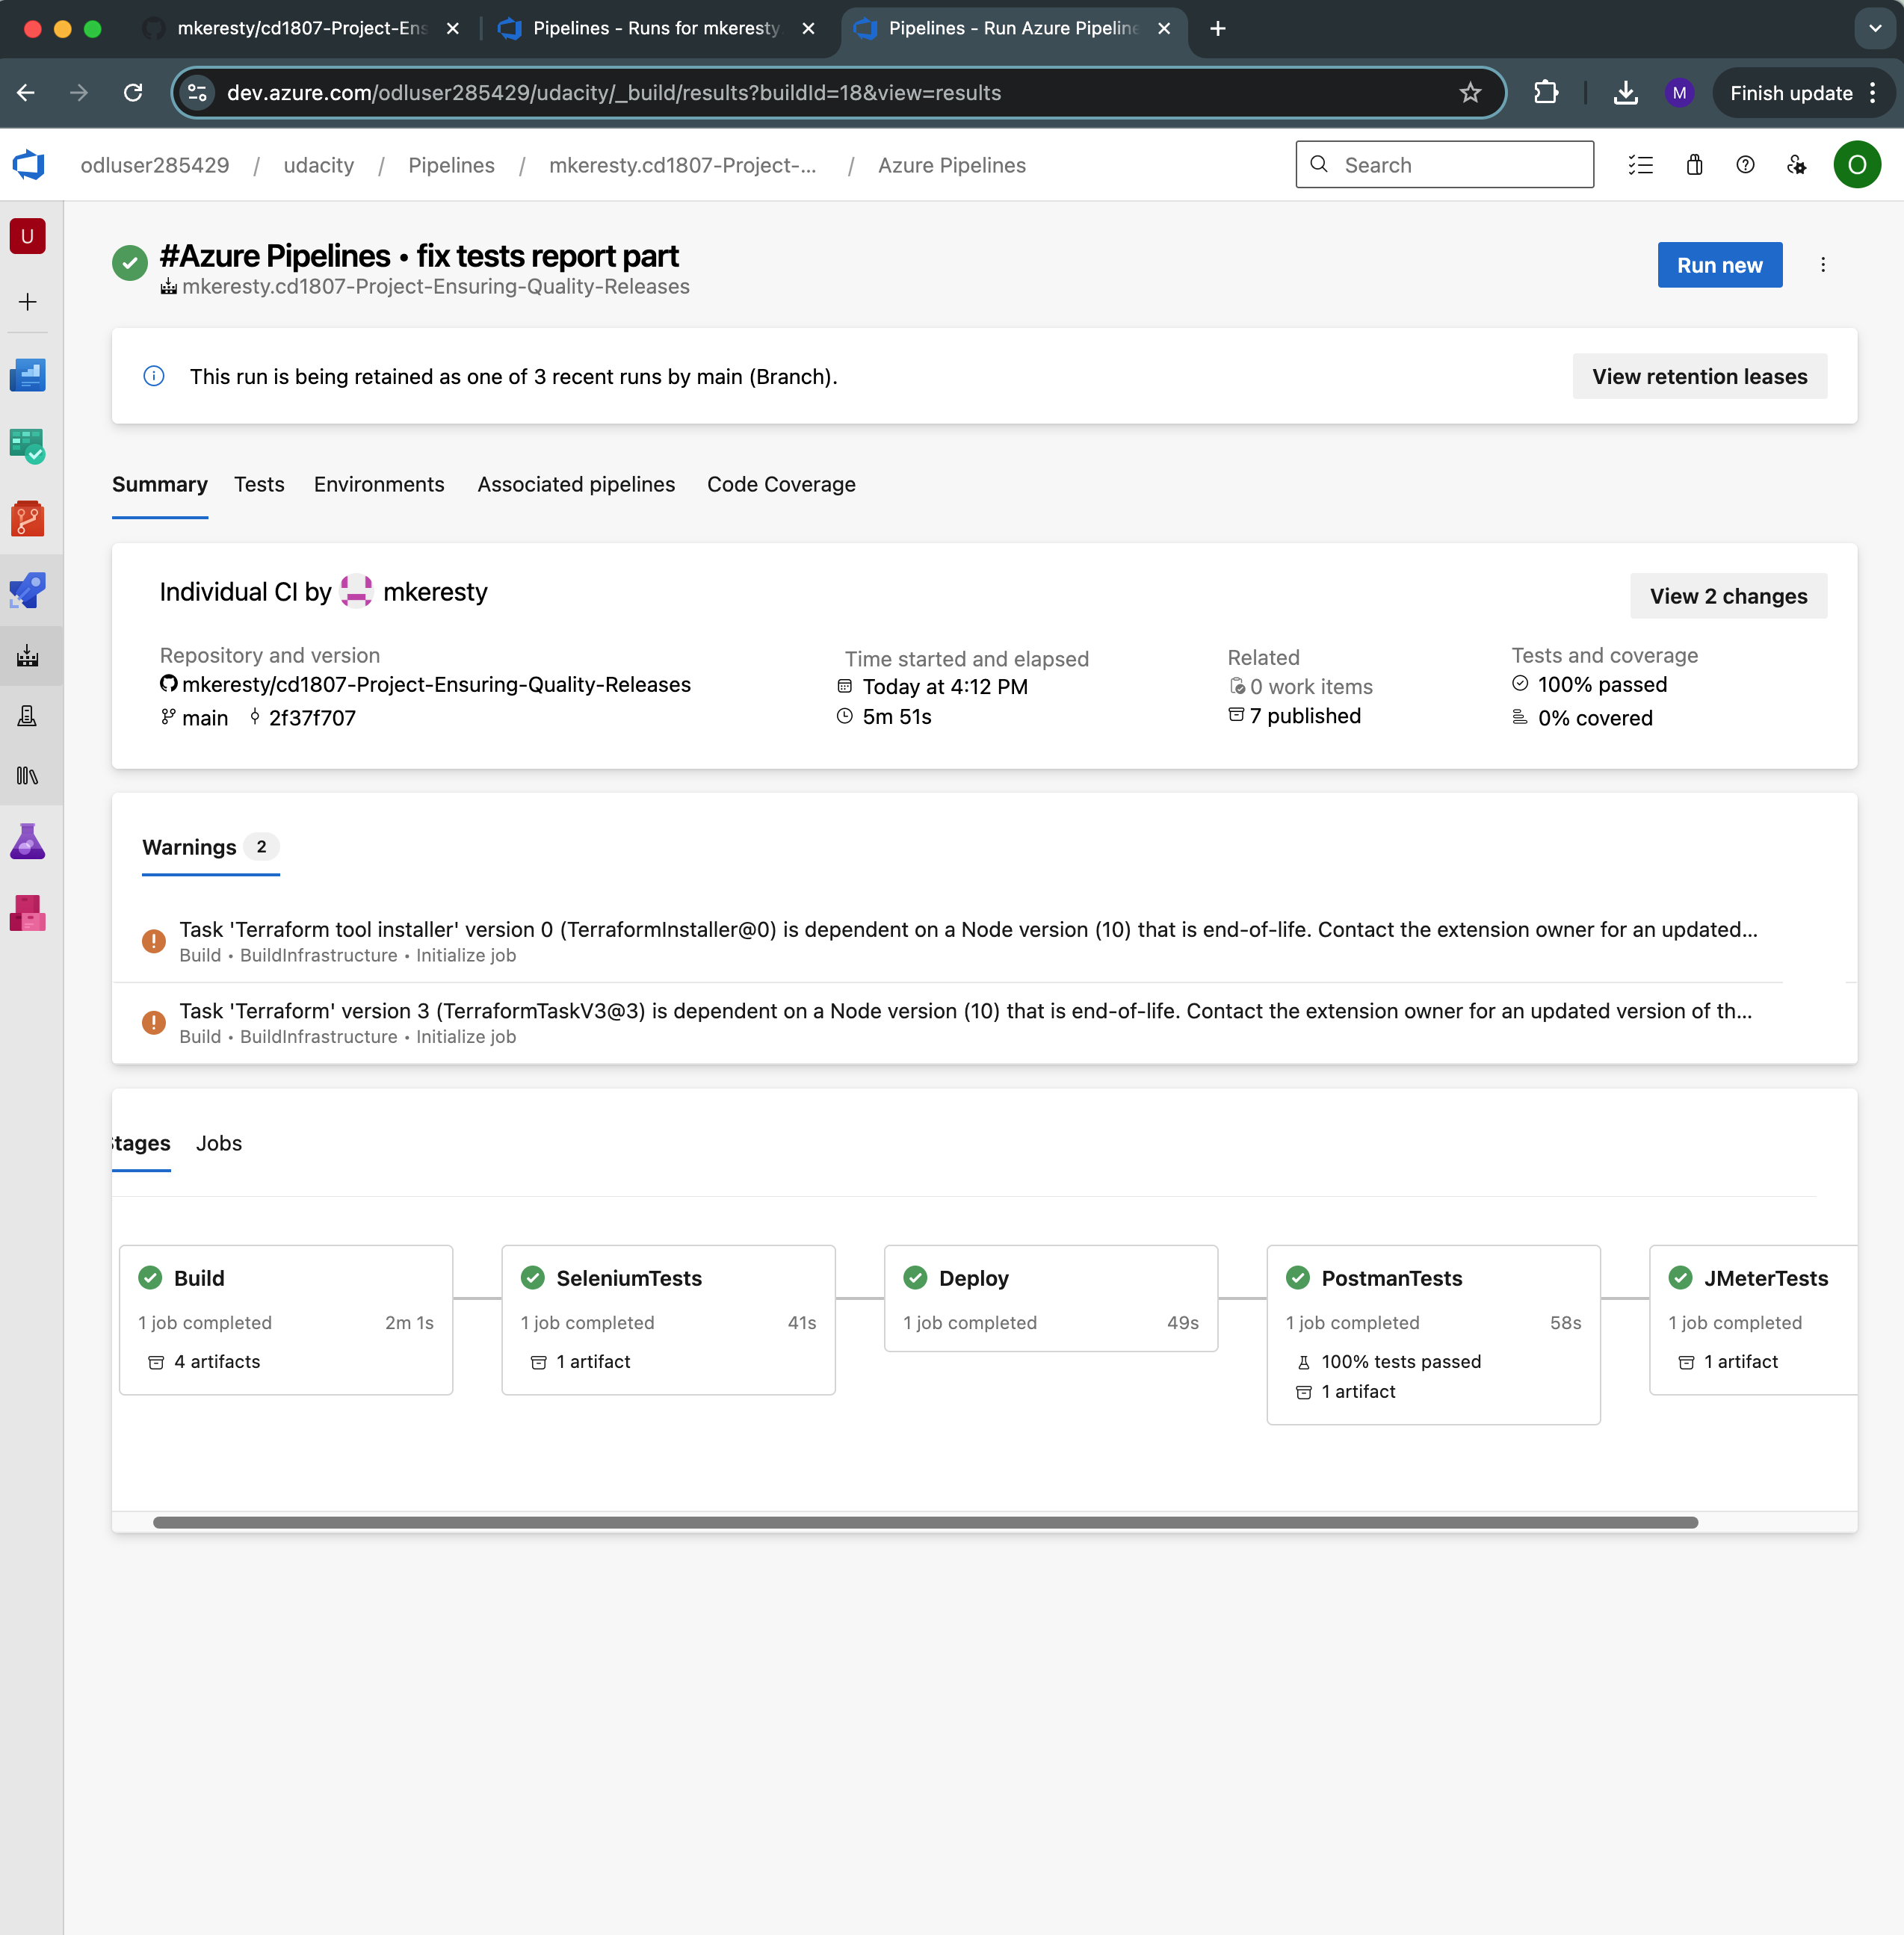 mkeresty/cd1807-Project-Ens
Pipelines - Runs for mkeresty
Pipelines - Run Azure Pipeline
dev.azure.com/odluser285429/udacity/_build/results?buildId=18&view=results
M
Finish update
odluser285429 / udacity / Pipelines / mkeresty.cd1807-Project-... / Azure Pipelines
Search
O
U
#Azure Pipelines • fix tests report part
mkeresty.cd1807-Project-Ensuring-Quality-Releases
Run new
This run is being retained as one of 3 recent runs by main (Branch).
View retention leases
Summary Tests Environments Associated pipelines Code Coverage
Individual CI by mkeresty
View 2 changes
Repository and version
mkeresty/cd1807-Project-Ensuring-Quality-Releases
main 2f37f707
Time started and elapsed
Today at 4:12 PM
5m 51s
Related
0 work items
7 published
Tests and coverage
100% passed
0% covered
Warnings 2
Task 'Terraform tool installer' version 0 (TerraformInstaller@0) is dependent on a Node version (10) that is end-of-life. Contact the extension owner for an updated...
Build • BuildInfrastructure • Initialize job
Task 'Terraform' version 3 (TerraformTaskV3@3) is dependent on a Node version (10) that is end-of-life. Contact the extension owner for an updated version of th...
Build • BuildInfrastructure • Initialize job
tages Jobs
Build
1 job completed 2m 1s
4 artifacts
SeleniumTests
1 job completed 41s
1 artifact
Deploy
1 job completed 49s
PostmanTests
1 job completed 58s
100% tests passed
1 artifact
JMeterTests
1 job completed
1 artifact